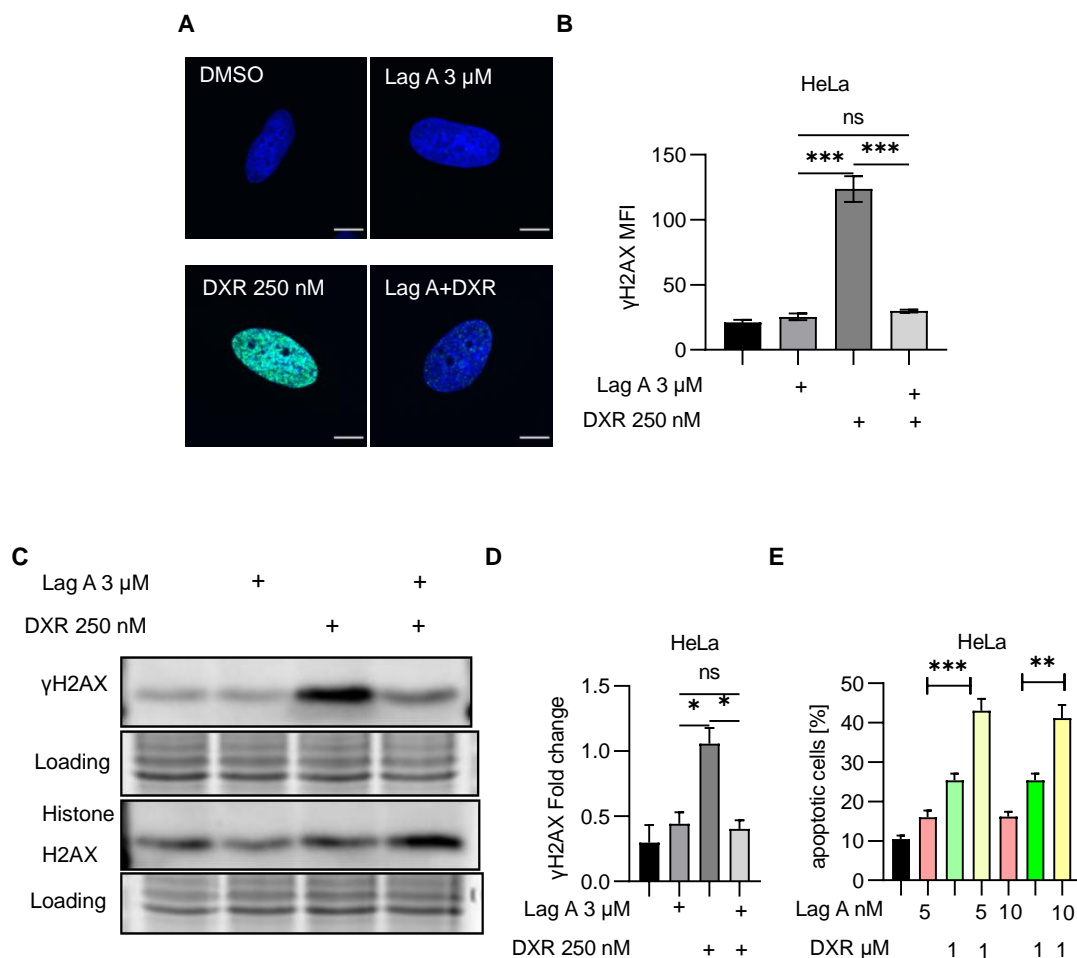 A
DMSO
Lag A 3 µM
DXR 250 nM
Lag A+DXR
B
HeLa
ns
*** ***
150
100
50
0
γH2AX MFI
Lag A 3 µM + +
DXR 250 nM + +
C
Lag A 3 µM + +
DXR 250 nM + +
γH2AX
Loading
Histone
H2AX
Loading
D
HeLa
ns
* *
1.5
1.0
0.5
0.0
γH2AX Fold change
Lag A 3 µM + +
DXR 250 nM + +
E
HeLa
*** **
50
40
30
20
10
0
apoptotic cells [%]
Lag A nM 5 5 10 10
DXR µM 1 1 1 1